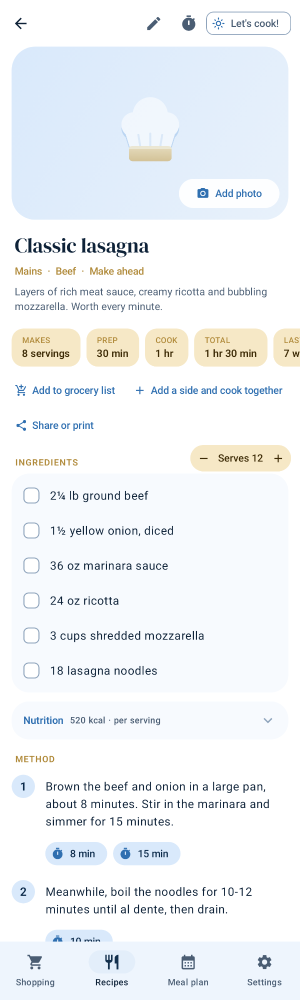 Let's cook!
Add photo
Classic lasagna
Mains · Beef · Make ahead
Layers of rich meat sauce, creamy ricotta and bubbling
mozzarella. Worth every minute.
MAKES
8 servings
PREP
30 min
COOK
1 hr
TOTAL
1 hr 30 min
Add to grocery list
+ Add a side and cook together
Share or print
INGREDIENTS
− Serves 12 +
2¼ lb ground beef
1½ yellow onion, diced
36 oz marinara sauce
24 oz ricotta
3 cups shredded mozzarella
18 lasagna noodles
Nutrition 520 kcal · per serving
METHOD
1
Brown the beef and onion in a large pan,
about 8 minutes. Stir in the marinara and
simmer for 15 minutes.
8 min
15 min
2
Meanwhile, boil the noodles for 10-12
minutes until al dente, then drain.
10 min
Shopping
Recipes
Meal plan
Settings